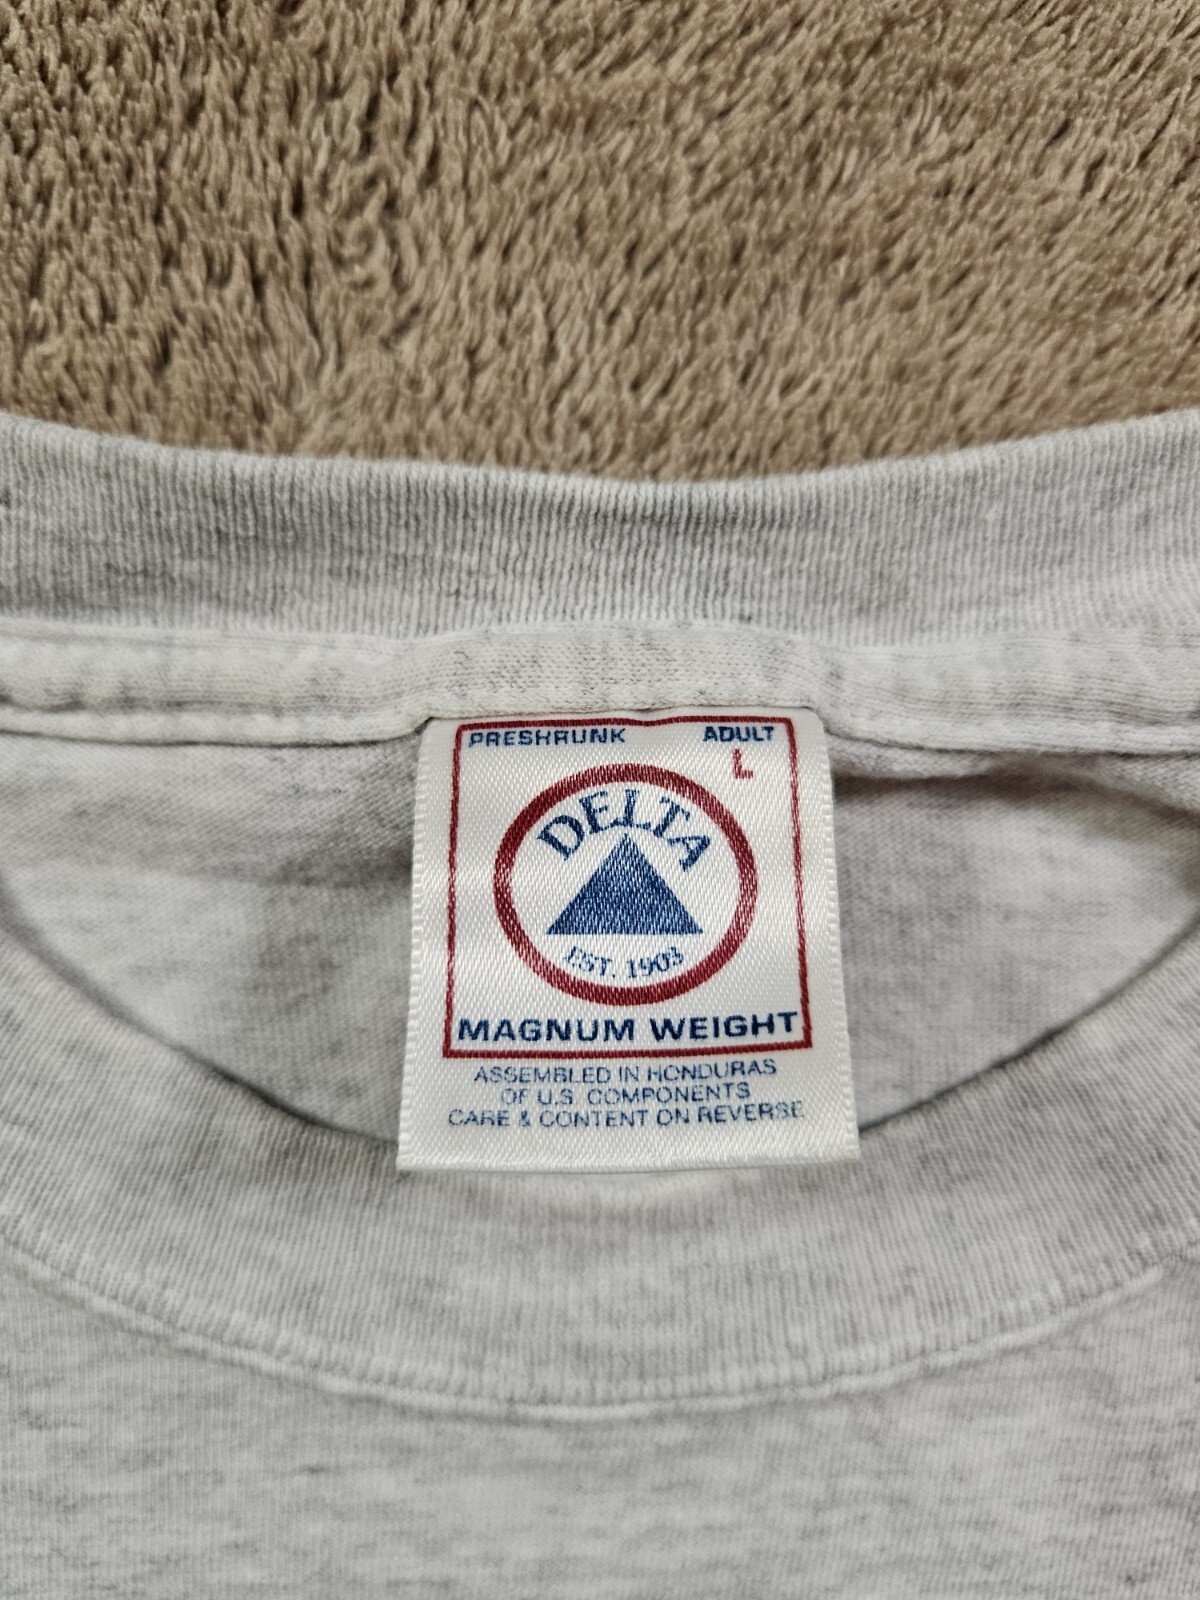 PRESHRUNK ADULT
L
DELTA
EST. 1903
MAGNUM WEIGHT
ASSEMBLED IN HONDURAS
OF U.S. COMPONENTS
CARE & CONTENT ON REVERSE